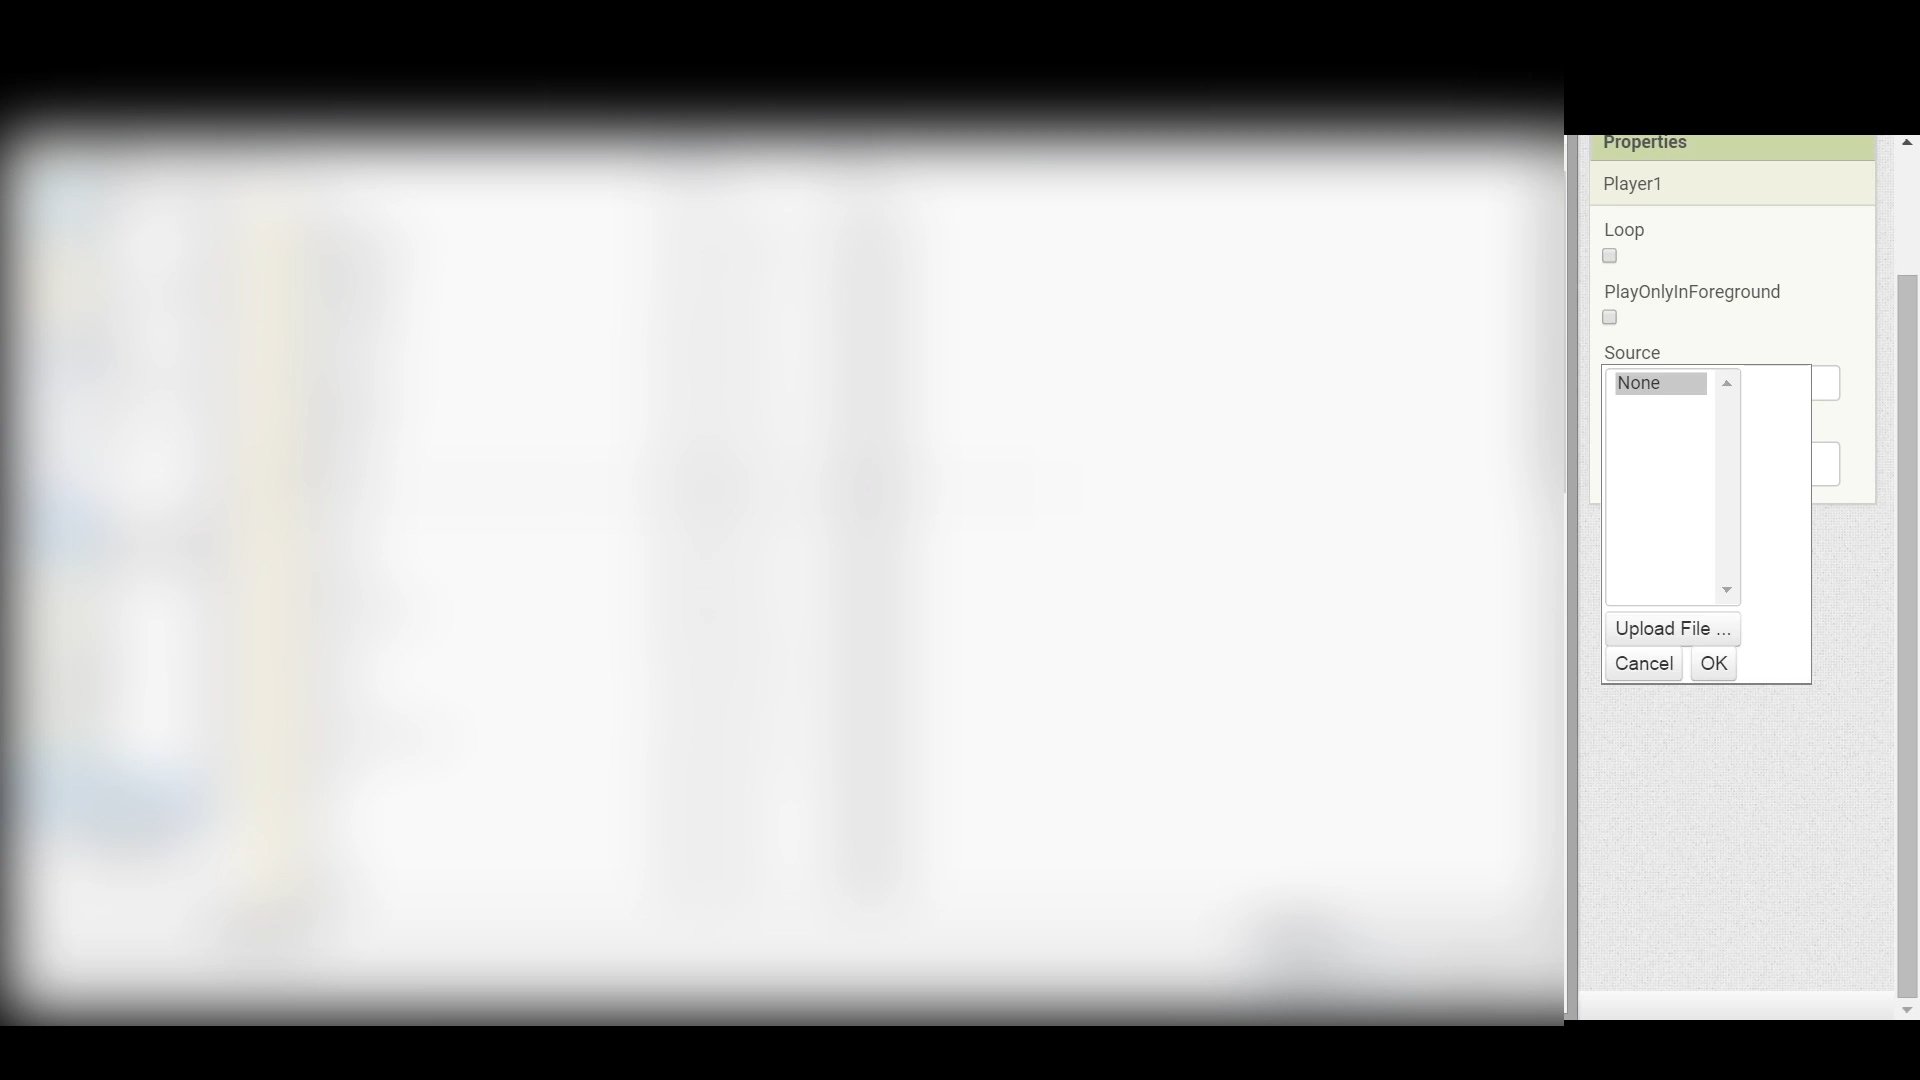 Properties
Player1
Loop
PlayOnlyInForeground
Source
None
Upload File ...
Cancel OK